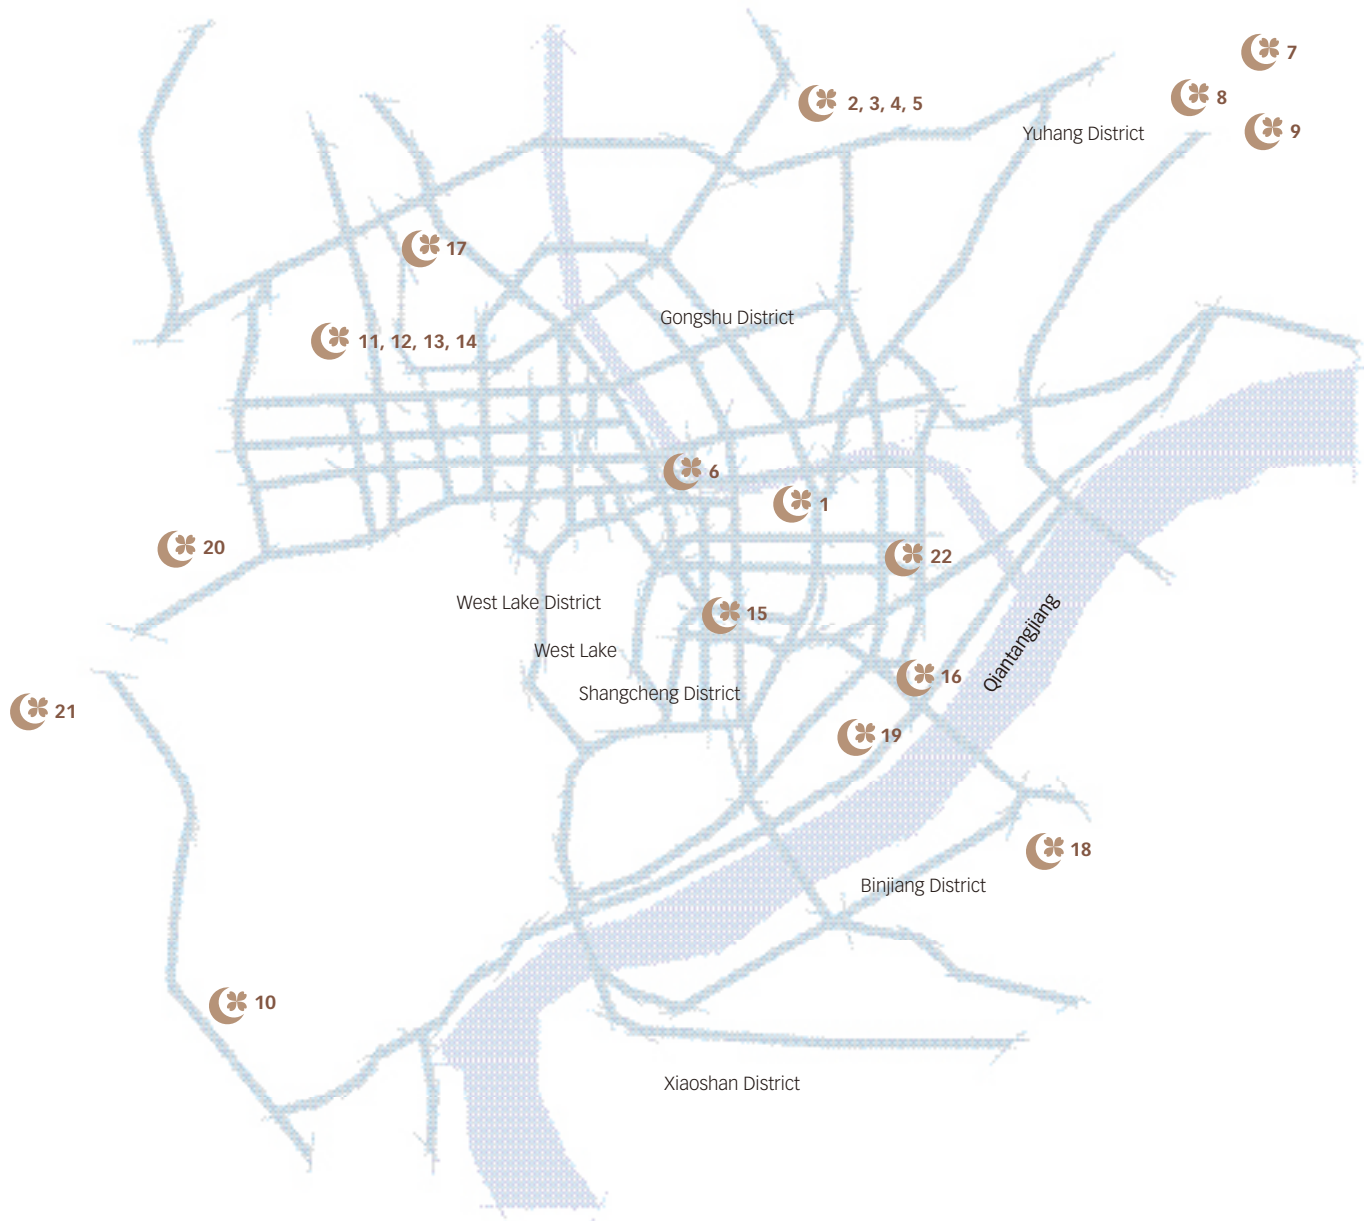 7
2, 3, 4, 5
8
Yuhang District
9
17
Gongshu District
11, 12, 13, 14
6
1
20
22
West Lake District
15
Qiantangjiang
West Lake
16
Shangcheng District
21
19
18
Binjiang District
10
Xiaoshan District